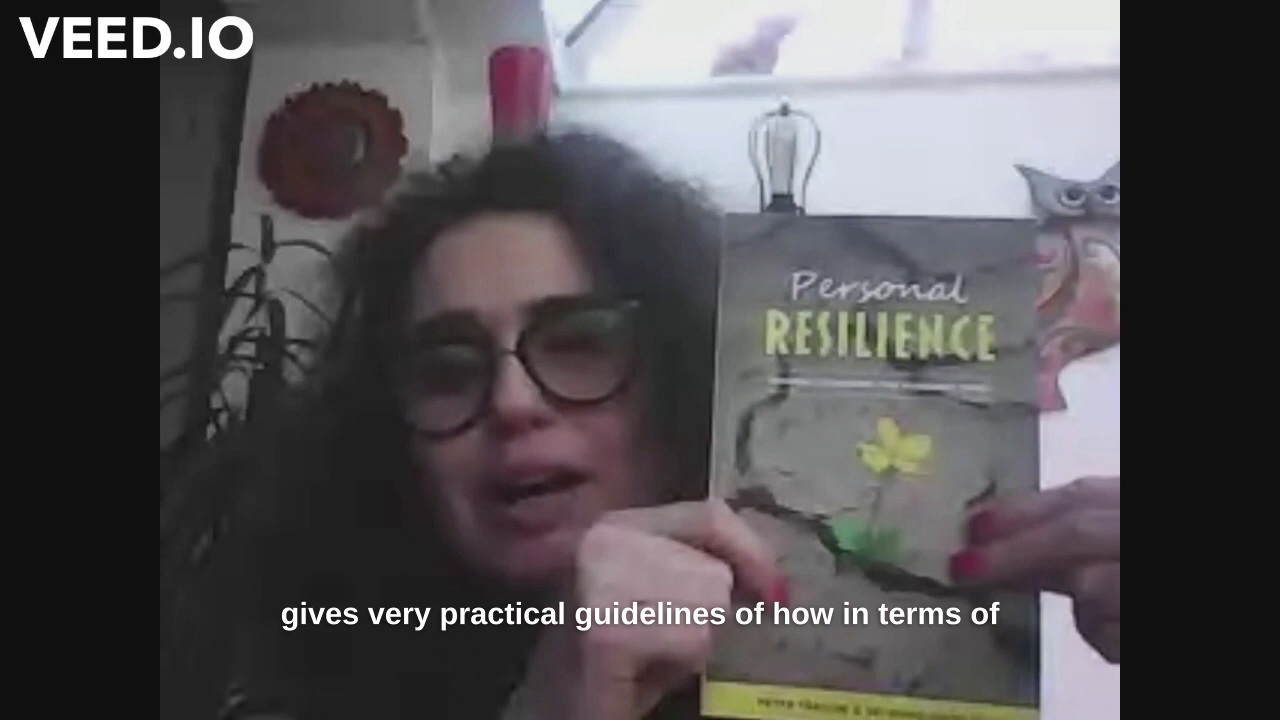 VEED.IO
Personal
RESILIENCE
gives very practical guidelines of how in terms of